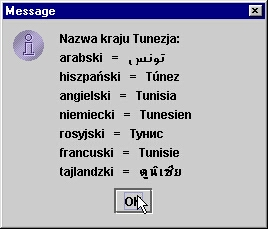 Message
Nazwa kraju Tunezja:
arabski = تونس
hiszpański = Túnez
angielski = Tunisia
niemiecki = Tunesien
rosyjski = Тунис
francuski = Tunisie
tajlandzki = ตูนิเซีย
OK